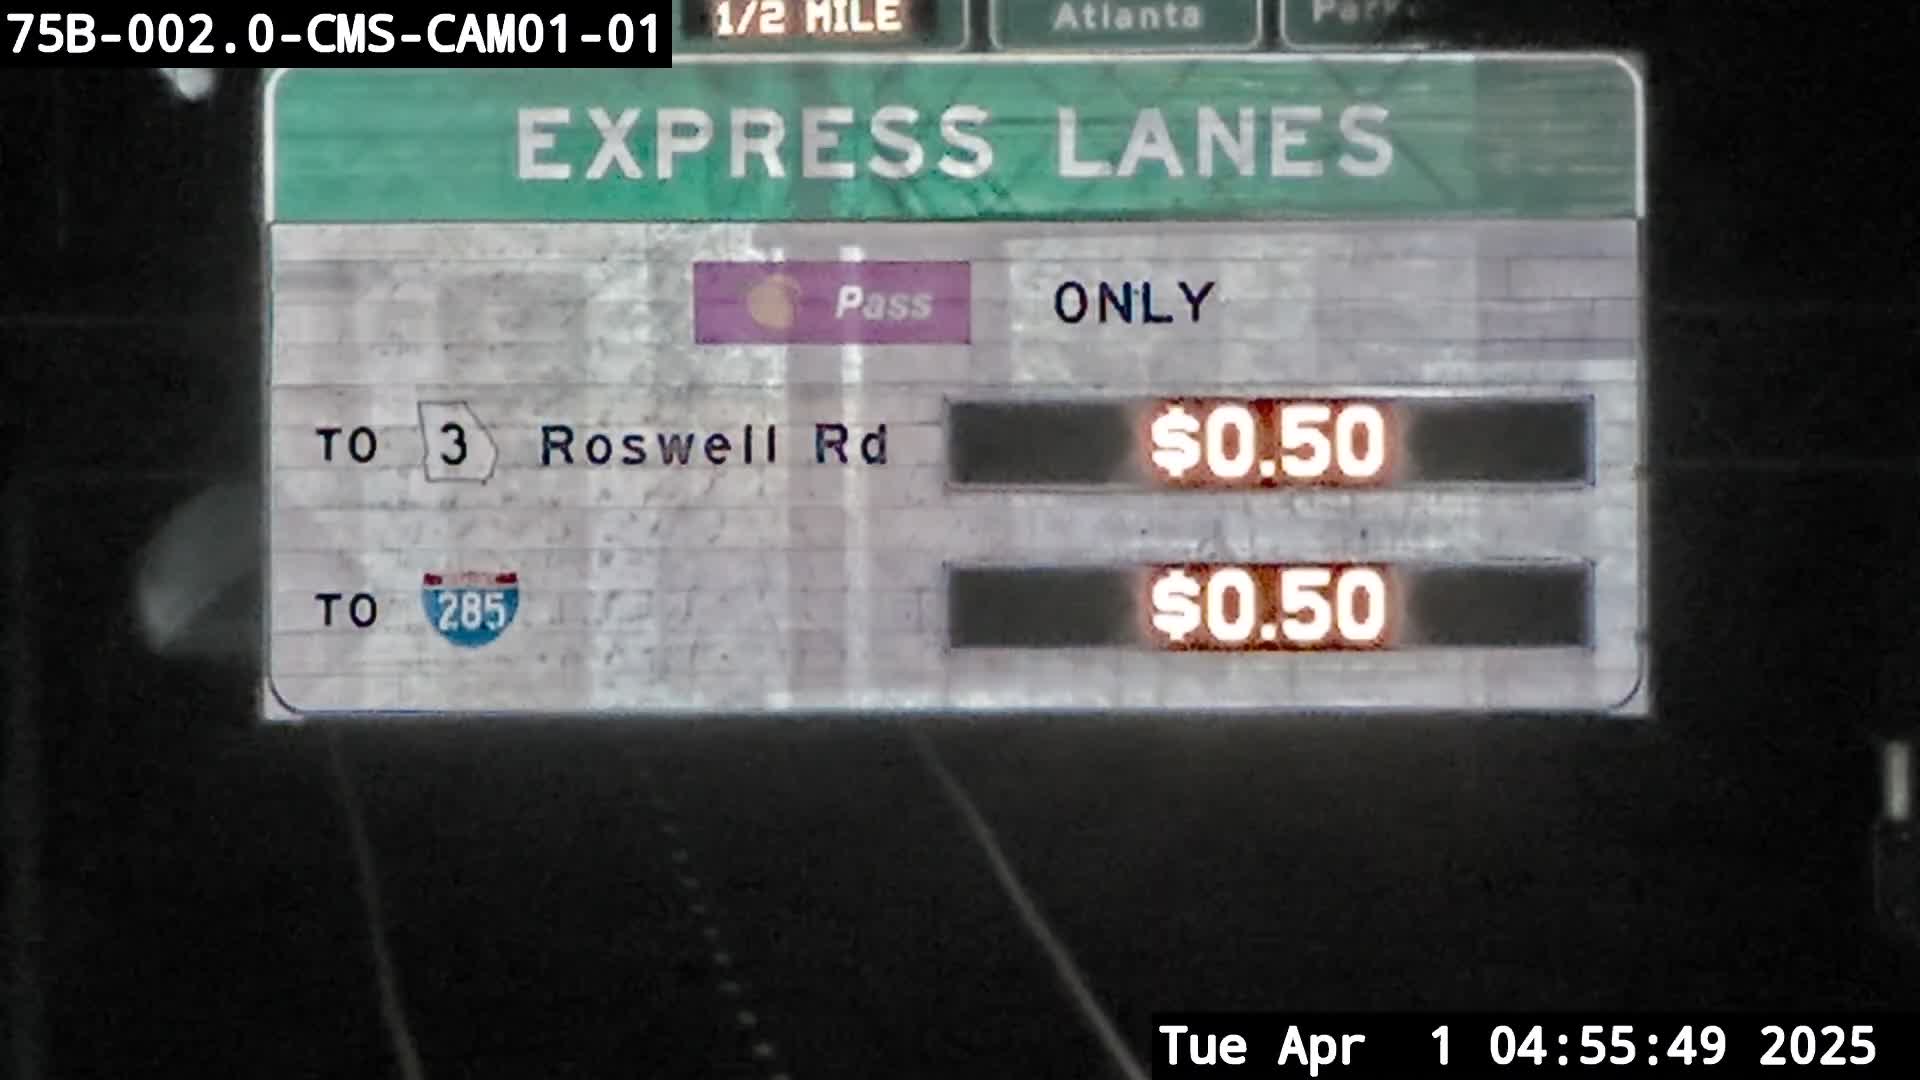 75B-002.0-CMS-CAM01-01
1/2 MILE
Atlanta
EXPRESS LANES
Pass ONLY
TO 3 Roswell Rd $0.50
TO 285 $0.50
Tue Apr 1 04:55:49 2025